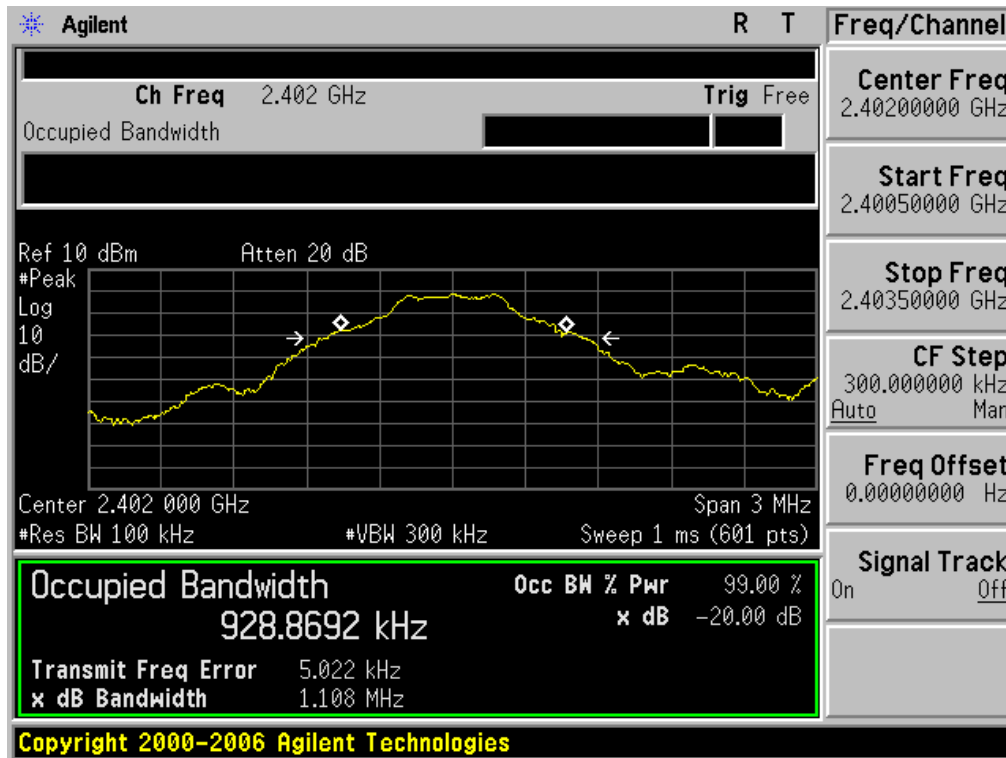 Agilent R T
Freq/Channel
Ch Freq 2.402 GHz Trig Free
Occupied Bandwidth
Ref 10 dBm Atten 20 dB
#Peak
Log
10
dB/
Center 2.402 000 GHz Span 3 MHz
#Res BW 100 kHz #VBW 300 kHz Sweep 1 ms (601 pts)
Occupied Bandwidth
928.8692 kHz
Occ BW % Pwr 99.00 %
x dB -20.00 dB
Transmit Freq Error 5.022 kHz
x dB Bandwidth 1.108 MHz
Copyright 2000-2006 Agilent Technologies
Center Freq
2.40200000 GHz
Start Freq
2.40050000 GHz
Stop Freq
2.40350000 GHz
CF Step
300.000000 kHz
Auto Man
Freq Offset
0.00000000 Hz
Signal Track
On Off